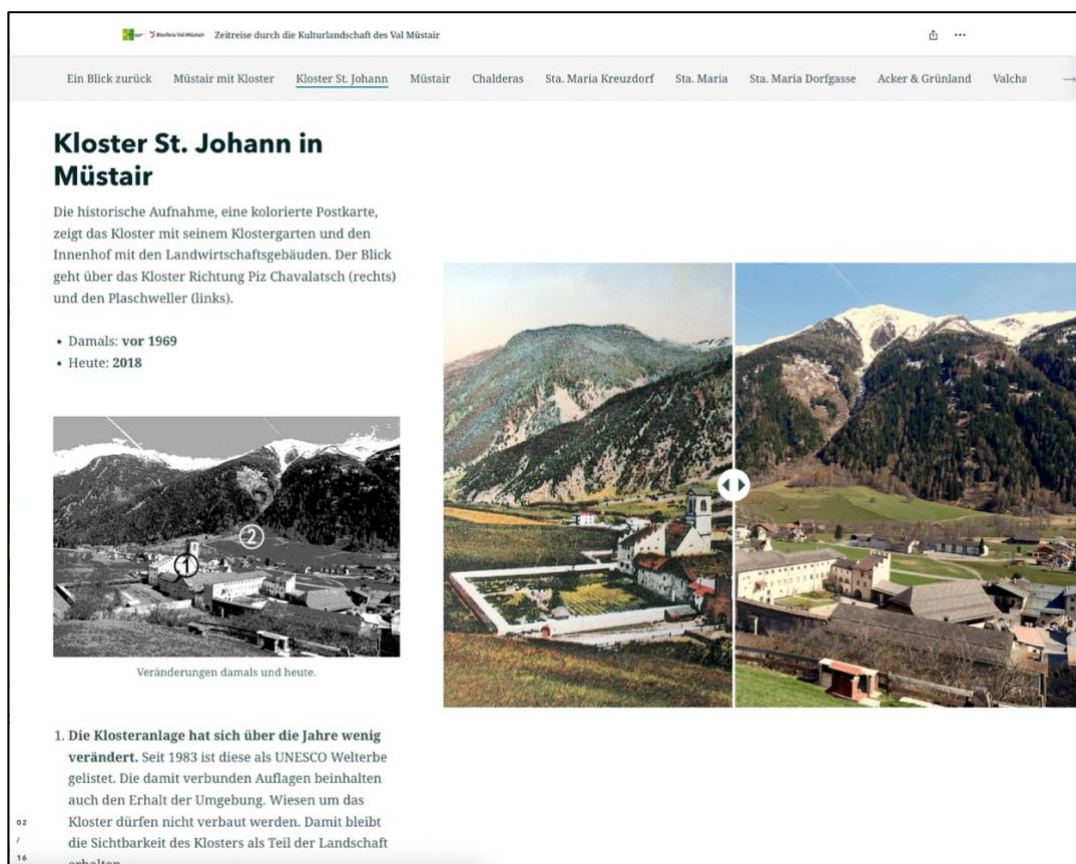 Biosfera Val Müstair Zeitreise durch die Kulturlandschaft des Val Müstair
Ein Blick zurück Müstair mit Kloster Kloster St. Johann Müstair Chalderas Sta. Maria Kreuzdorf Sta. Maria Sta. Maria Dorfgasse Acker & Grünland Valcha
Kloster St. Johann in
Müstair
Die historische Aufnahme, eine kolorierte Postkarte,
zeigt das Kloster mit seinem Klostergarten und den
Innenhof mit den Landwirtschaftsgebäuden. Der Blick
geht über das Kloster Richtung Piz Chavalatsch (rechts)
und den Plaschweller (links).
• Damals: vor 1969
• Heute: 2018
1
2
Veränderungen damals und heute.
1. Die Klosteranlage hat sich über die Jahre wenig
verändert. Seit 1983 ist diese als UNESCO Welterbe
gelistet. Die damit verbunden Auflagen beinhalten
auch den Erhalt der Umgebung. Wiesen um das
Kloster dürfen nicht verbaut werden. Damit bleibt
die Sichtbarkeit des Klosters als Teil der Landschaft
erhalten
02
/
16